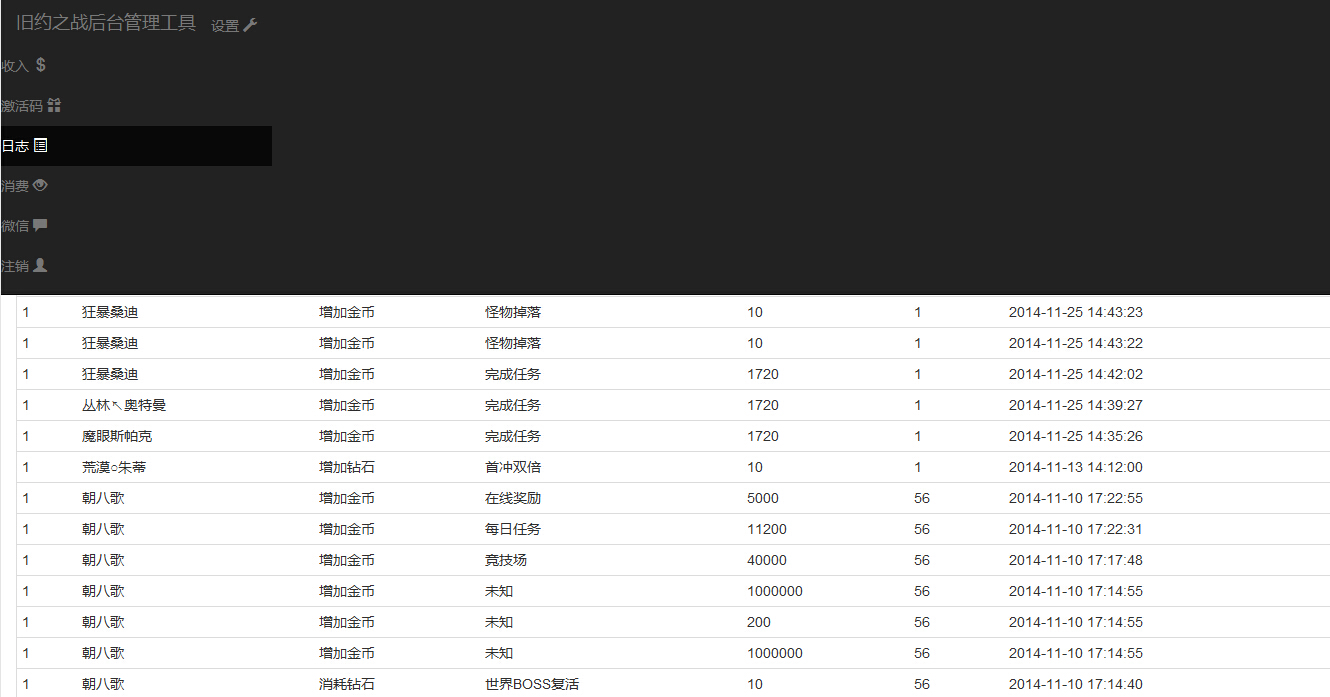 旧约之战后台管理工具 设置
收入 $
激活码
日志
消费
微信
注销
1 狂暴桑迪 增加金币 怪物掉落 10 1 2014-11-25 14:43:23
1 狂暴桑迪 增加金币 怪物掉落 10 1 2014-11-25 14:43:22
1 狂暴桑迪 增加金币 完成任务 1720 1 2014-11-25 14:42:02
1 丛林↖奥特曼 增加金币 完成任务 1720 1 2014-11-25 14:39:27
1 魔眼斯帕克 增加金币 完成任务 1720 1 2014-11-25 14:35:26
1 荒漠○朱蒂 增加钻石 首冲双倍 10 1 2014-11-13 14:12:00
1 朝八歌 增加金币 在线奖励 5000 56 2014-11-10 17:22:55
1 朝八歌 增加金币 每日任务 11200 56 2014-11-10 17:22:31
1 朝八歌 增加金币 竞技场 40000 56 2014-11-10 17:17:48
1 朝八歌 增加金币 未知 1000000 56 2014-11-10 17:14:55
1 朝八歌 增加金币 未知 200 56 2014-11-10 17:14:55
1 朝八歌 增加金币 未知 1000000 56 2014-11-10 17:14:55
1 朝八歌 消耗钻石 世界BOSS复活 10 56 2014-11-10 17:14:40